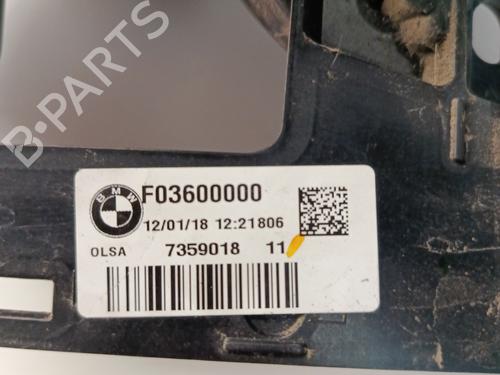 B-PARTS
BMW
F03600000
12/01/18 12:21806
OLSA 7359018 11